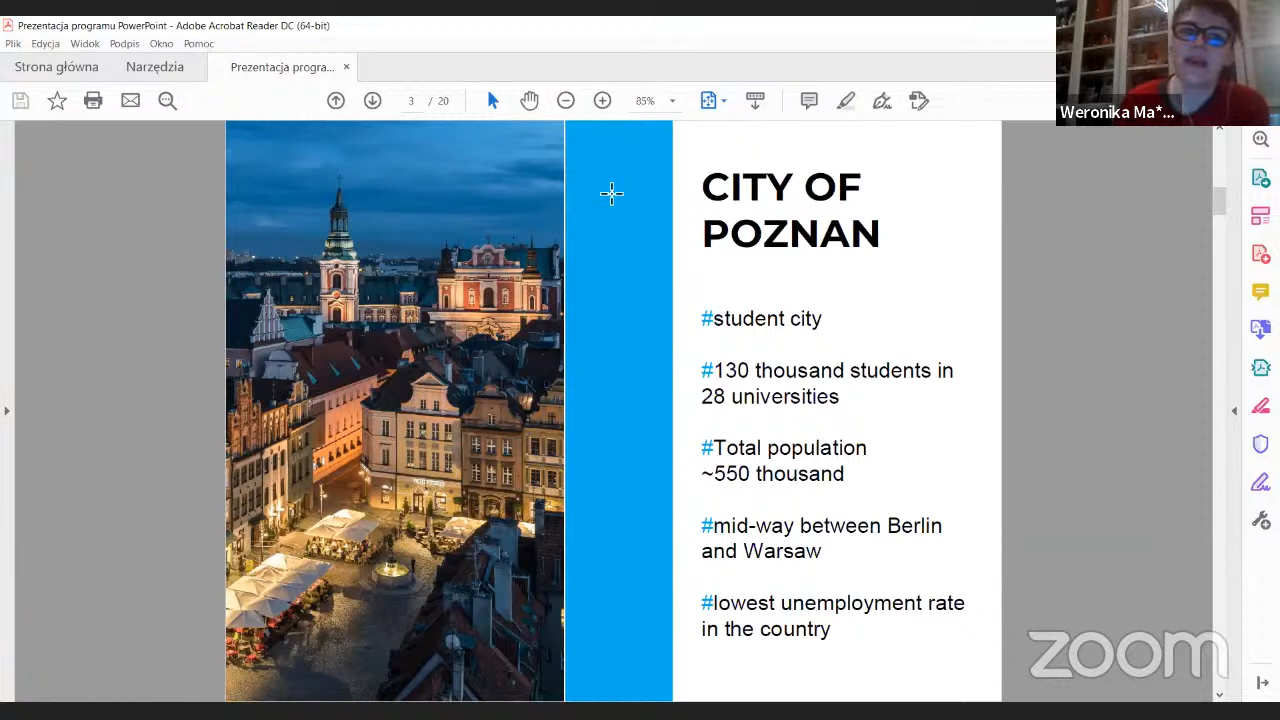 Prezentacja programu PowerPoint - Adobe Acrobat Reader DC (64-bit)
Plik Edycja Widok Podpis Okno Pomoc
Strona główna Narzędzia Prezentacja progra... ×
3 / 20 85%
Weronika Ma*...
CITY OF
POZNAN
#student city
#130 thousand students in
28 universities
#Total population
~550 thousand
#mid-way between Berlin
and Warsaw
#lowest unemployment rate
in the country
zoom